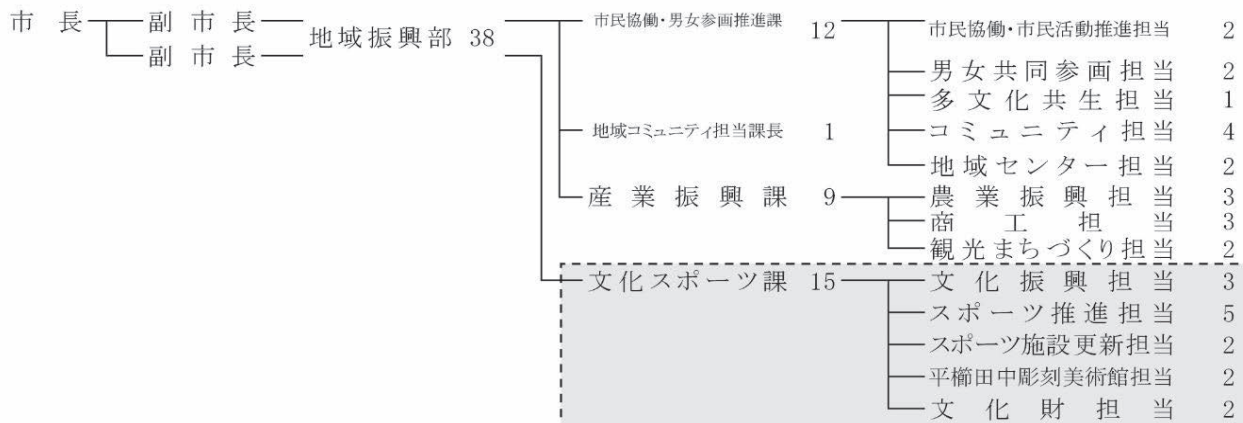 市長 副市長 地域振興部 38 市民協働・男女参画推進課 12 市民協働・市民活動推進担当 2
副市長
男女共同参画担当 2
多文化共生担当 1
地域コミュニティ担当課長 1 コミュニティ担当 4
地域センター担当 2
産業振興課 9 農業振興担当 3
商工担当 3
観光まちづくり担当 2
文化スポーツ課 15 文化振興担当 3
スポーツ推進担当 5
スポーツ施設更新担当 2
平櫛田中彫刻美術館担当 2
文化財担当 2